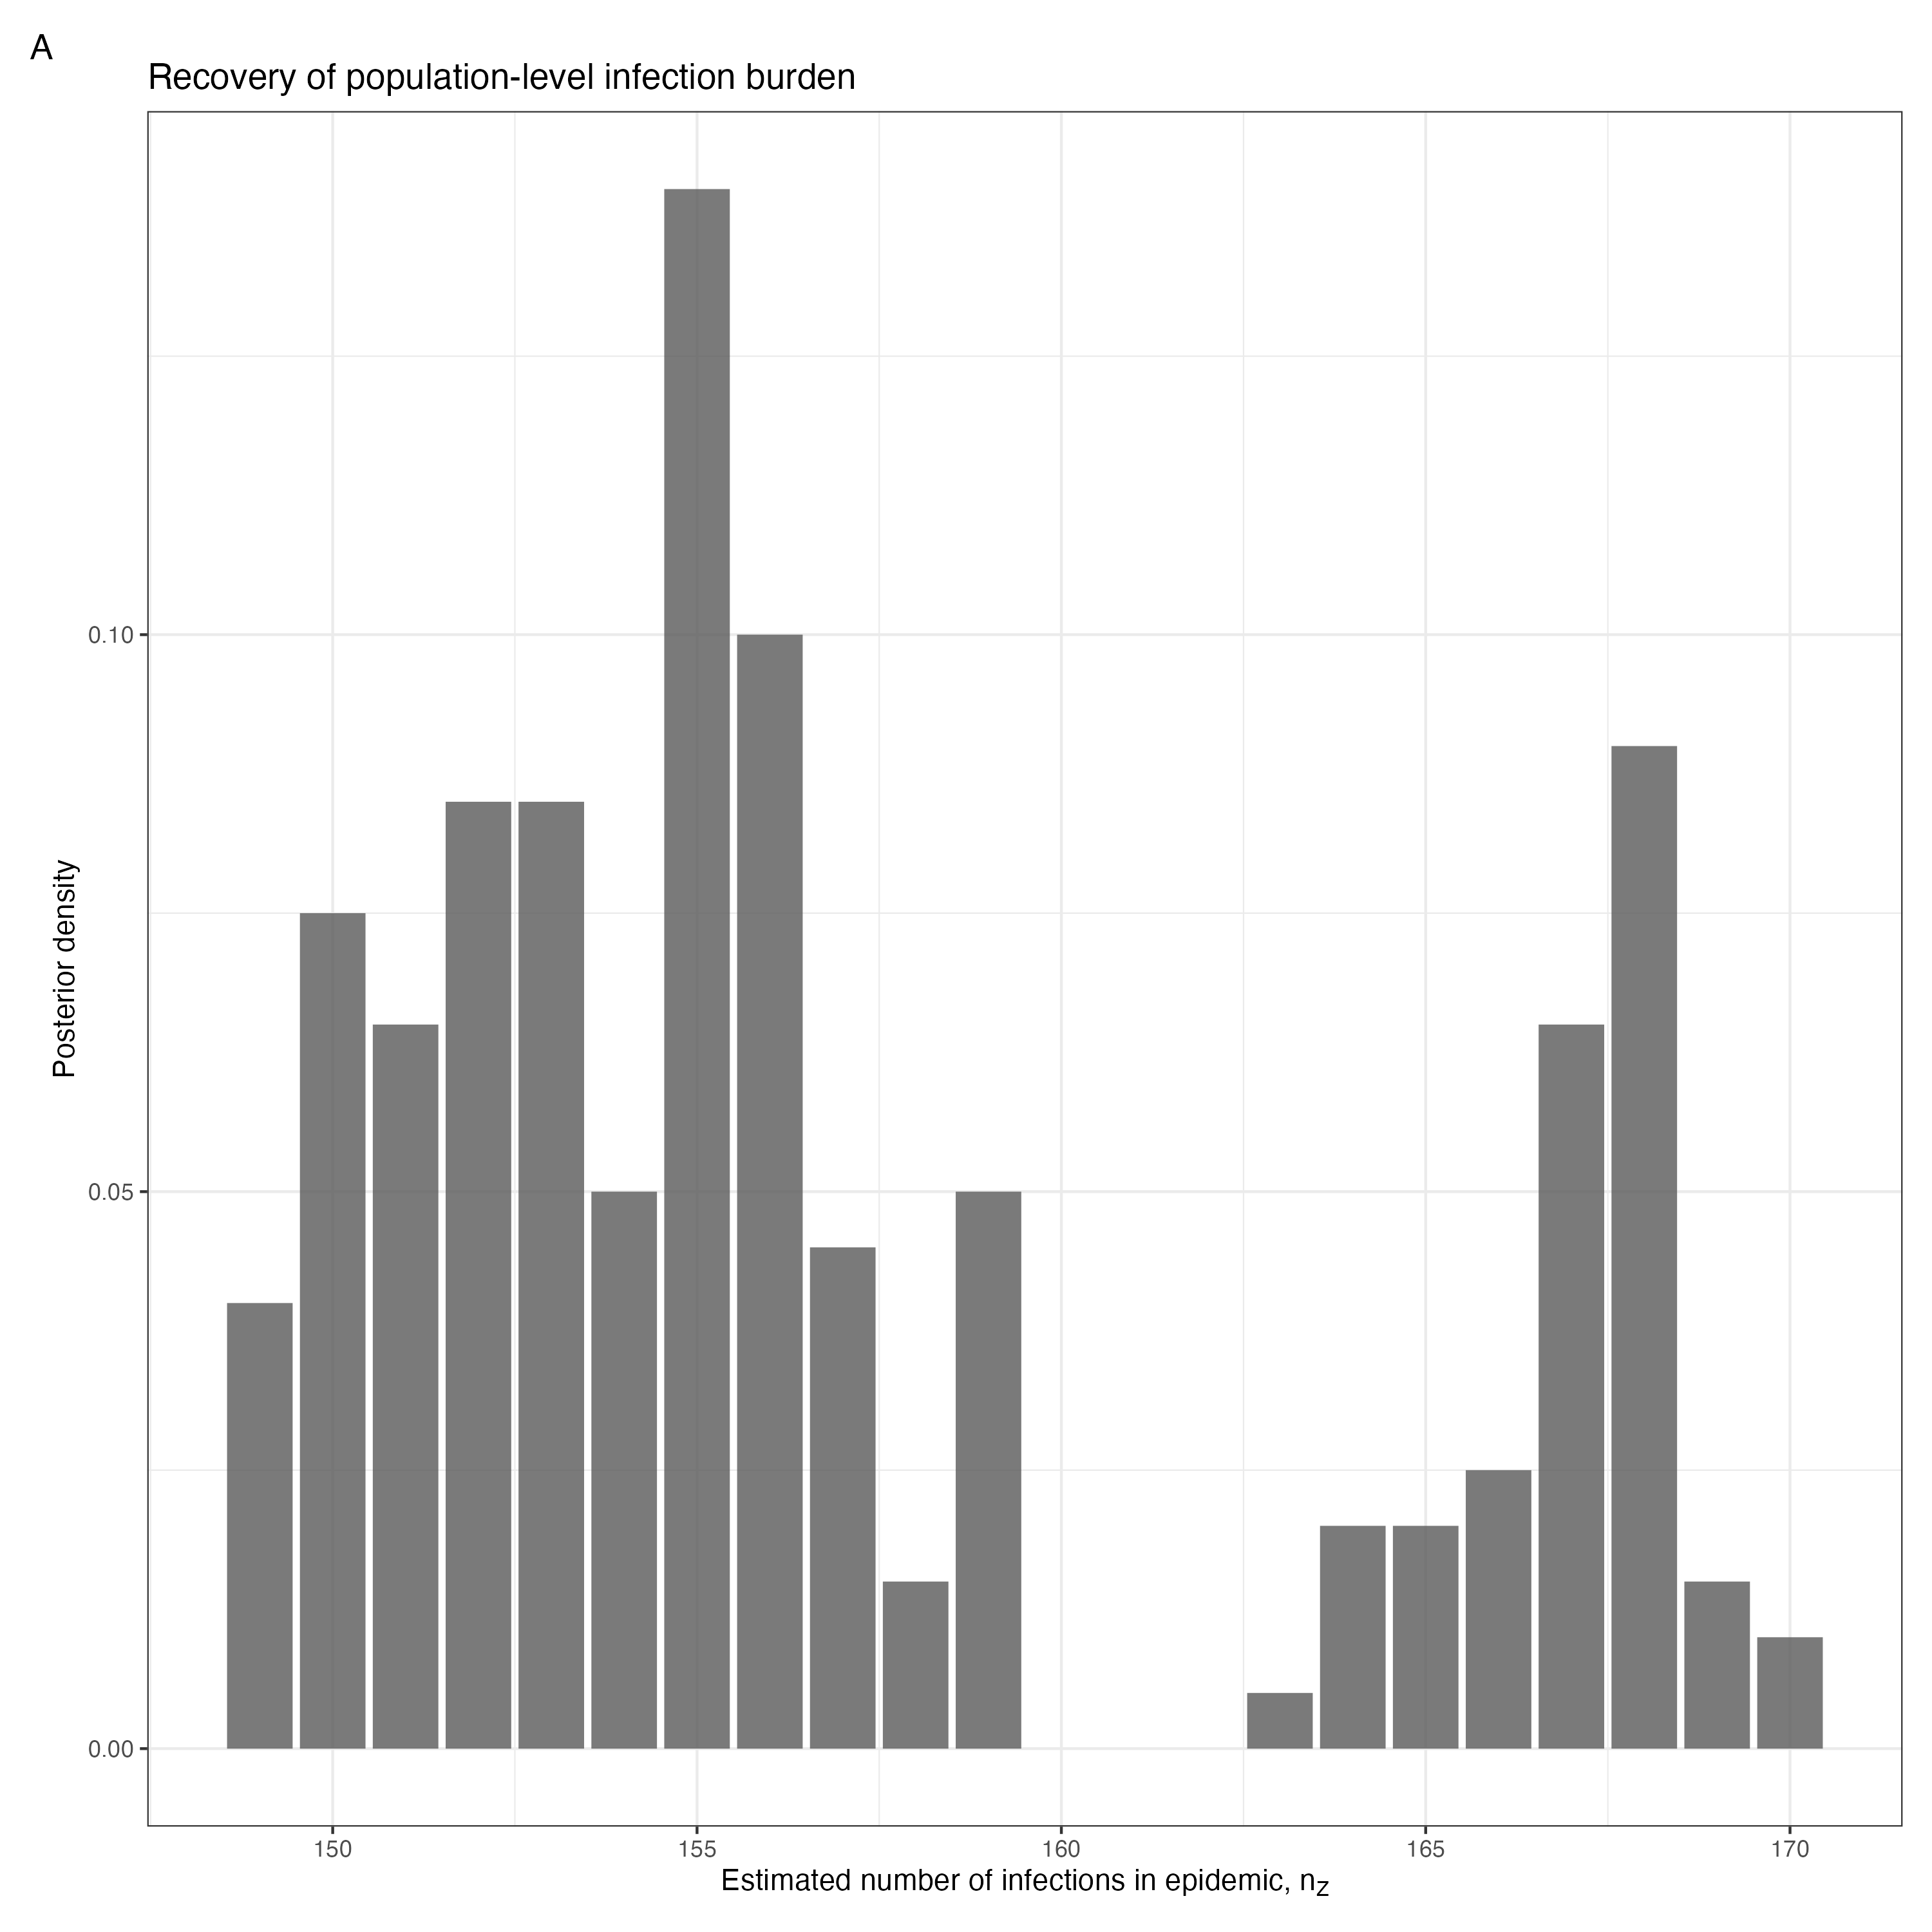 A
Recovery of population-level infection burden
Posterior density
0.10
0.05
0.00
150 155 160 165 170
Estimated number of infections in epidemic, nZ